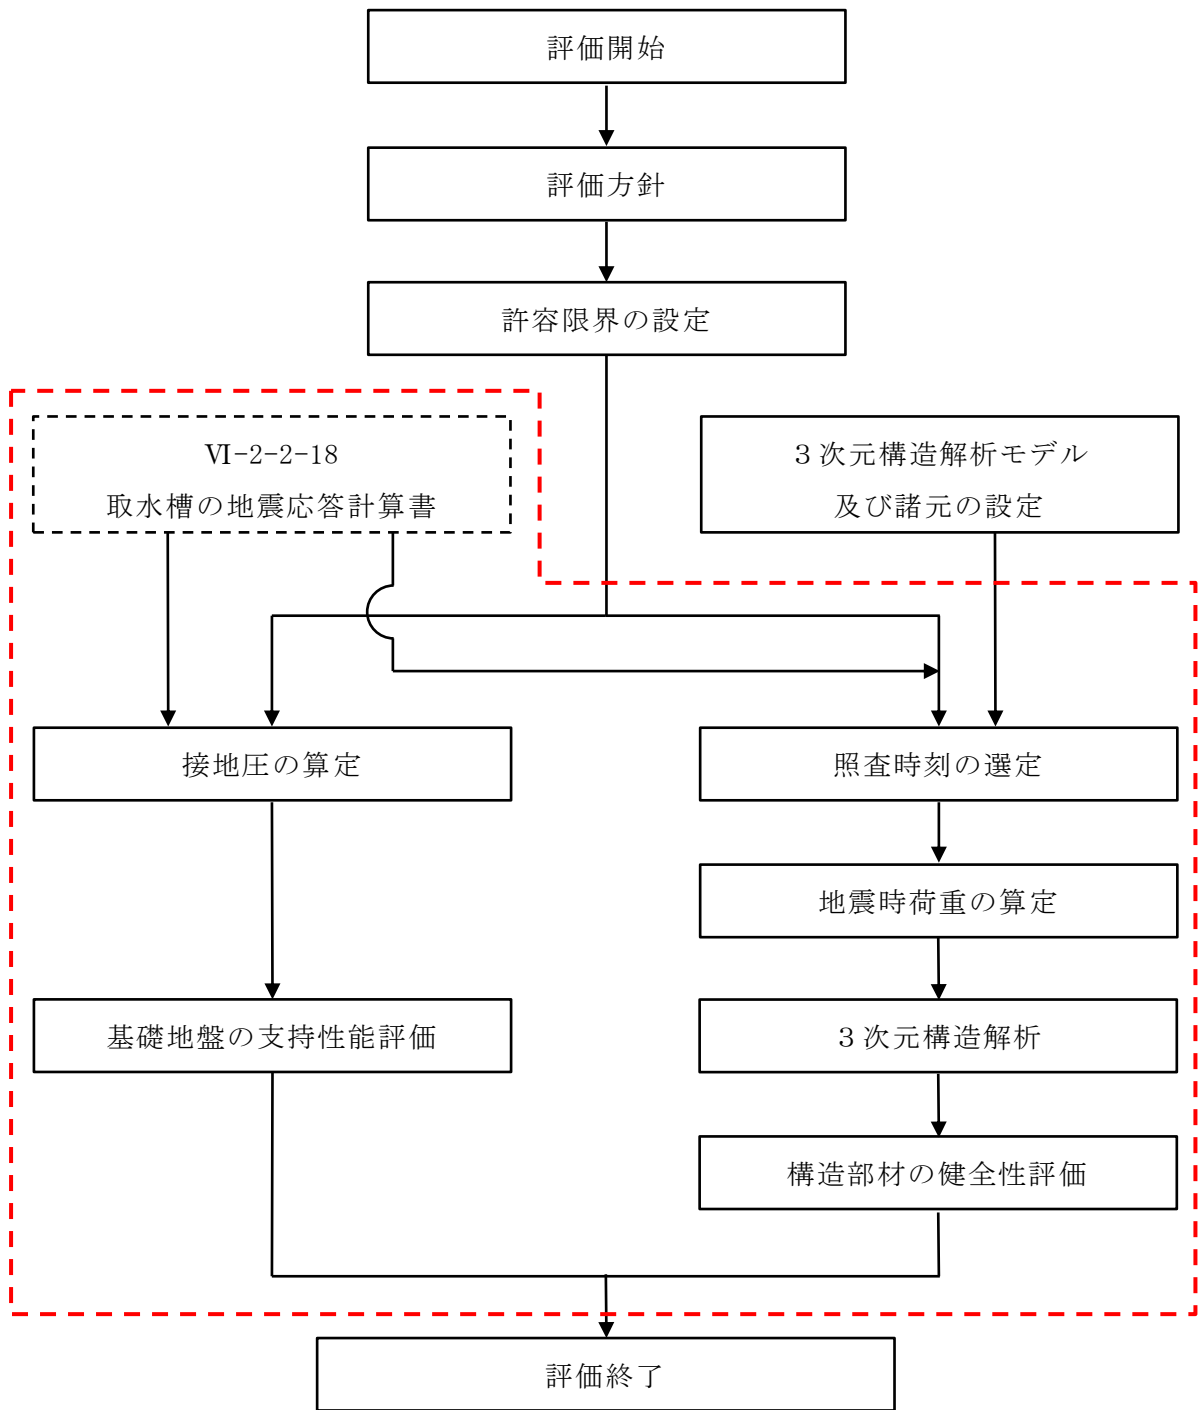 評価開始
評価方針
許容限界の設定
Ⅵ-2-2-18
取水槽の地震応答計算書
３次元構造解析モデル
及び諸元の設定
接地圧の算定
照査時刻の選定
地震時荷重の算定
基礎地盤の支持性能評価
３次元構造解析
構造部材の健全性評価
評価終了